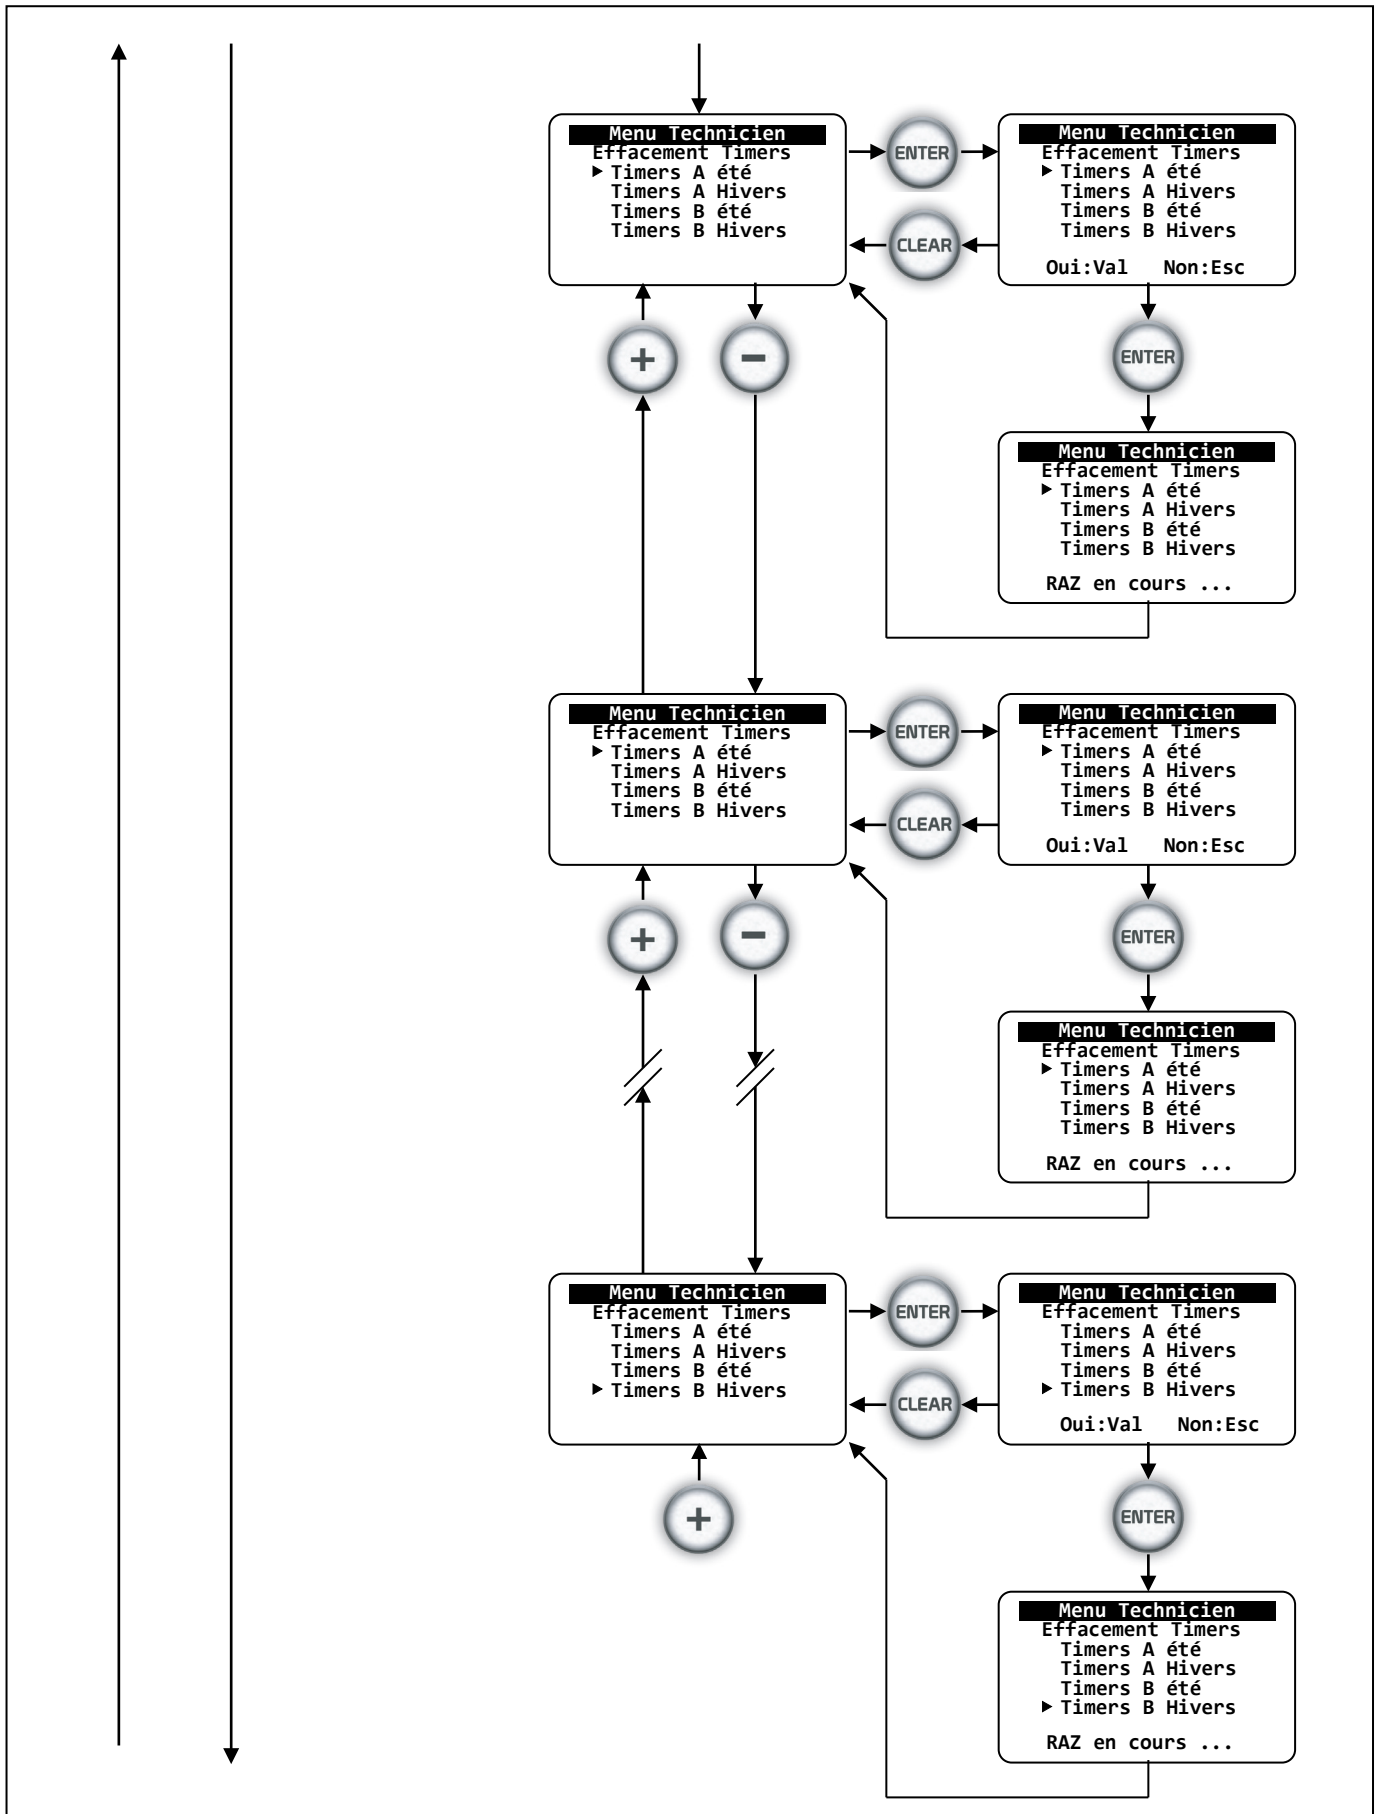 Menu Technicien
Effacement Timers
▶ Timers A été
Timers A Hivers
Timers B été
Timers B Hivers
ENTER
CLEAR
Menu Technicien
Effacement Timers
▶ Timers A été
Timers A Hivers
Timers B été
Timers B Hivers
Oui:Val Non:Esc
+
-
ENTER
Menu Technicien
Effacement Timers
▶ Timers A été
Timers A Hivers
Timers B été
Timers B Hivers
RAZ en cours ...
Menu Technicien
Effacement Timers
▶ Timers A été
Timers A Hivers
Timers B été
Timers B Hivers
ENTER
CLEAR
Menu Technicien
Effacement Timers
▶ Timers A été
Timers A Hivers
Timers B été
Timers B Hivers
Oui:Val Non:Esc
+
-
ENTER
Menu Technicien
Effacement Timers
▶ Timers A été
Timers A Hivers
Timers B été
Timers B Hivers
RAZ en cours ...
Menu Technicien
Effacement Timers
Timers A été
Timers A Hivers
Timers B été
▶ Timers B Hivers
ENTER
CLEAR
Menu Technicien
Effacement Timers
Timers A été
Timers A Hivers
Timers B été
▶ Timers B Hivers
Oui:Val Non:Esc
+
ENTER
Menu Technicien
Effacement Timers
Timers A été
Timers A Hivers
Timers B été
▶ Timers B Hivers
RAZ en cours ...